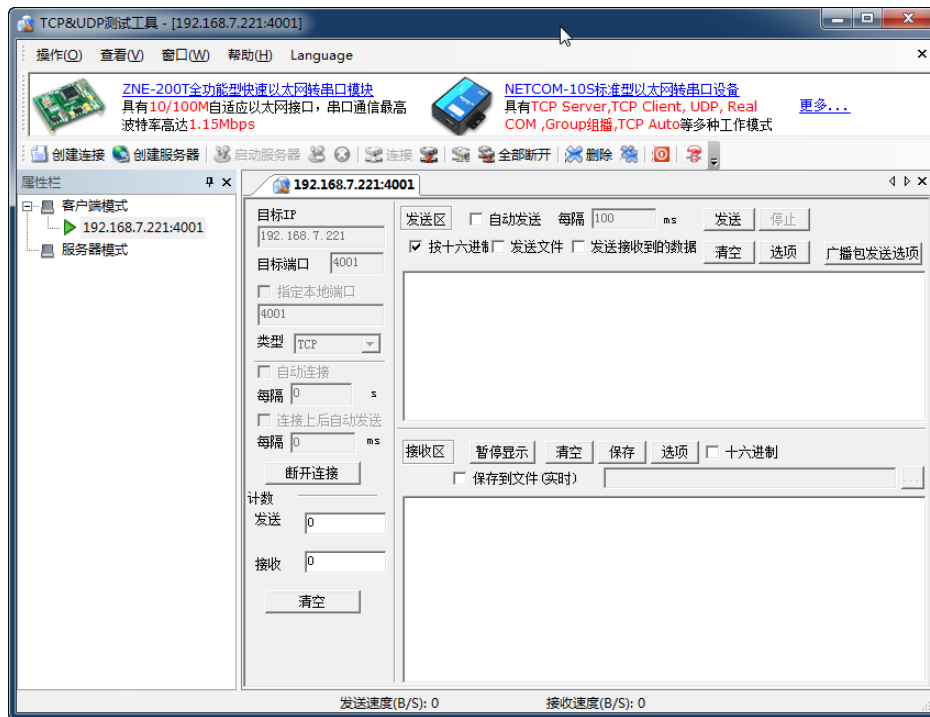 TCP&UDP测试工具 - [192.168.7.221:4001]
操作(O) 查看(V) 窗口(W) 帮助(H) Language
ZNE-200T全功能型快速以太网转串口模块
具有10/100M自适应以太网接口，串口通信最高
波特率高达1.15Mbps
NETCOM-10S标准型以太网转串口设备
具有TCP Server,TCP Client, UDP, Real
COM ,Group组播,TCP Auto等多种工作模式
更多...
创建连接 创建服务器 启动服务器 连接 全部断开 删除
属性栏
客户端模式
192.168.7.221:4001
服务器模式
192.168.7.221:4001
目标IP
192.168.7.221
目标端口 4001
指定本地端口
4001
类型 TCP
自动连接
每隔 0 s
连接上后自动发送
每隔 0 ms
断开连接
计数
发送 0
接收 0
清空
发送区 自动发送 每隔 100 ms 发送 停止
按十六进制 发送文件 发送接收到的数据 清空 选项 广播包发送选项
接收区 暂停显示 清空 保存 选项 十六进制
保存到文件(实时) ...
发送速度(B/S): 0 接收速度(B/S): 0